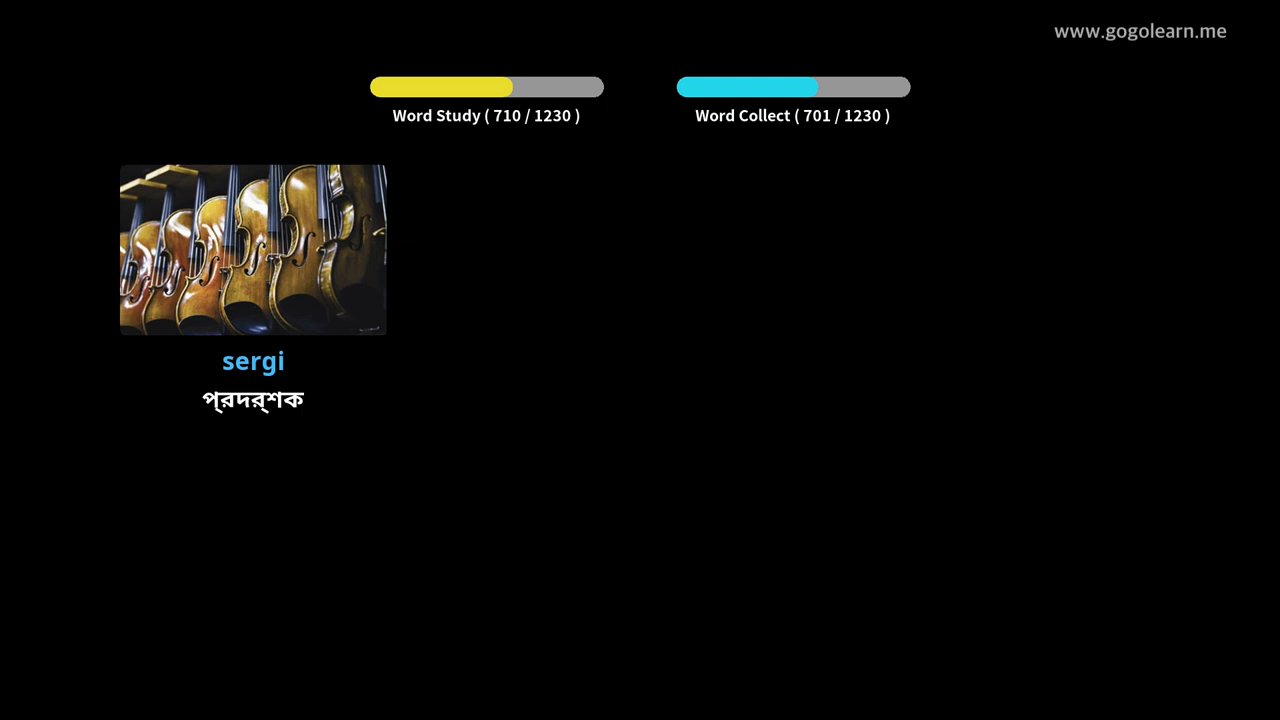 www.gogolearn.me
Word Study ( 710 / 1230 )
Word Collect ( 701 / 1230 )
sergi
প্রদর্শক